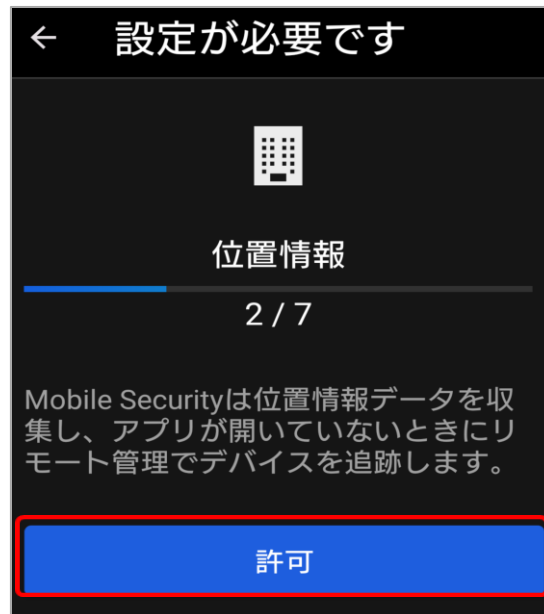 設定が必要です
位置情報
2 / 7
Mobile Securityは位置情報データを収
集し、アプリが開いていないときにリ
モート管理でデバイスを追跡します。
許可